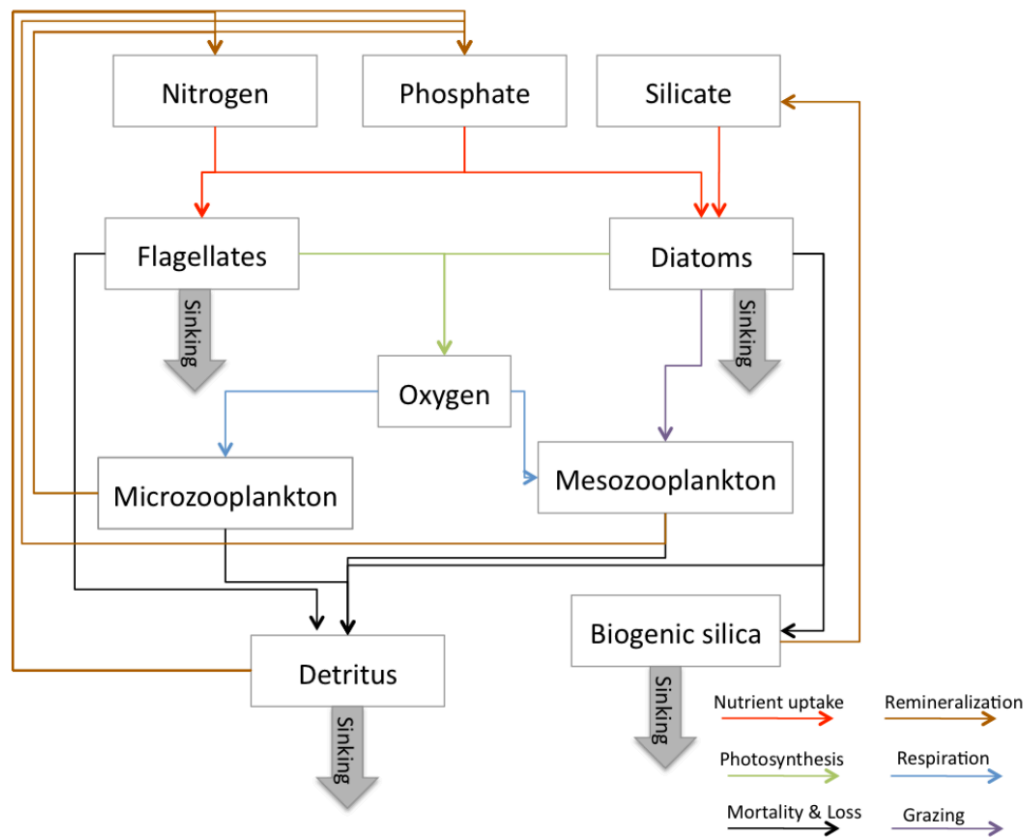 Nitrogen
Phosphate
Silicate
Flagellates
Diatoms
Sinking
Sinking
Oxygen
Microzooplankton
Mesozooplankton
Detritus
Biogenic silica
Sinking
Sinking
Nutrient uptake
Remineralization
Photosynthesis
Respiration
Mortality & Loss
Grazing